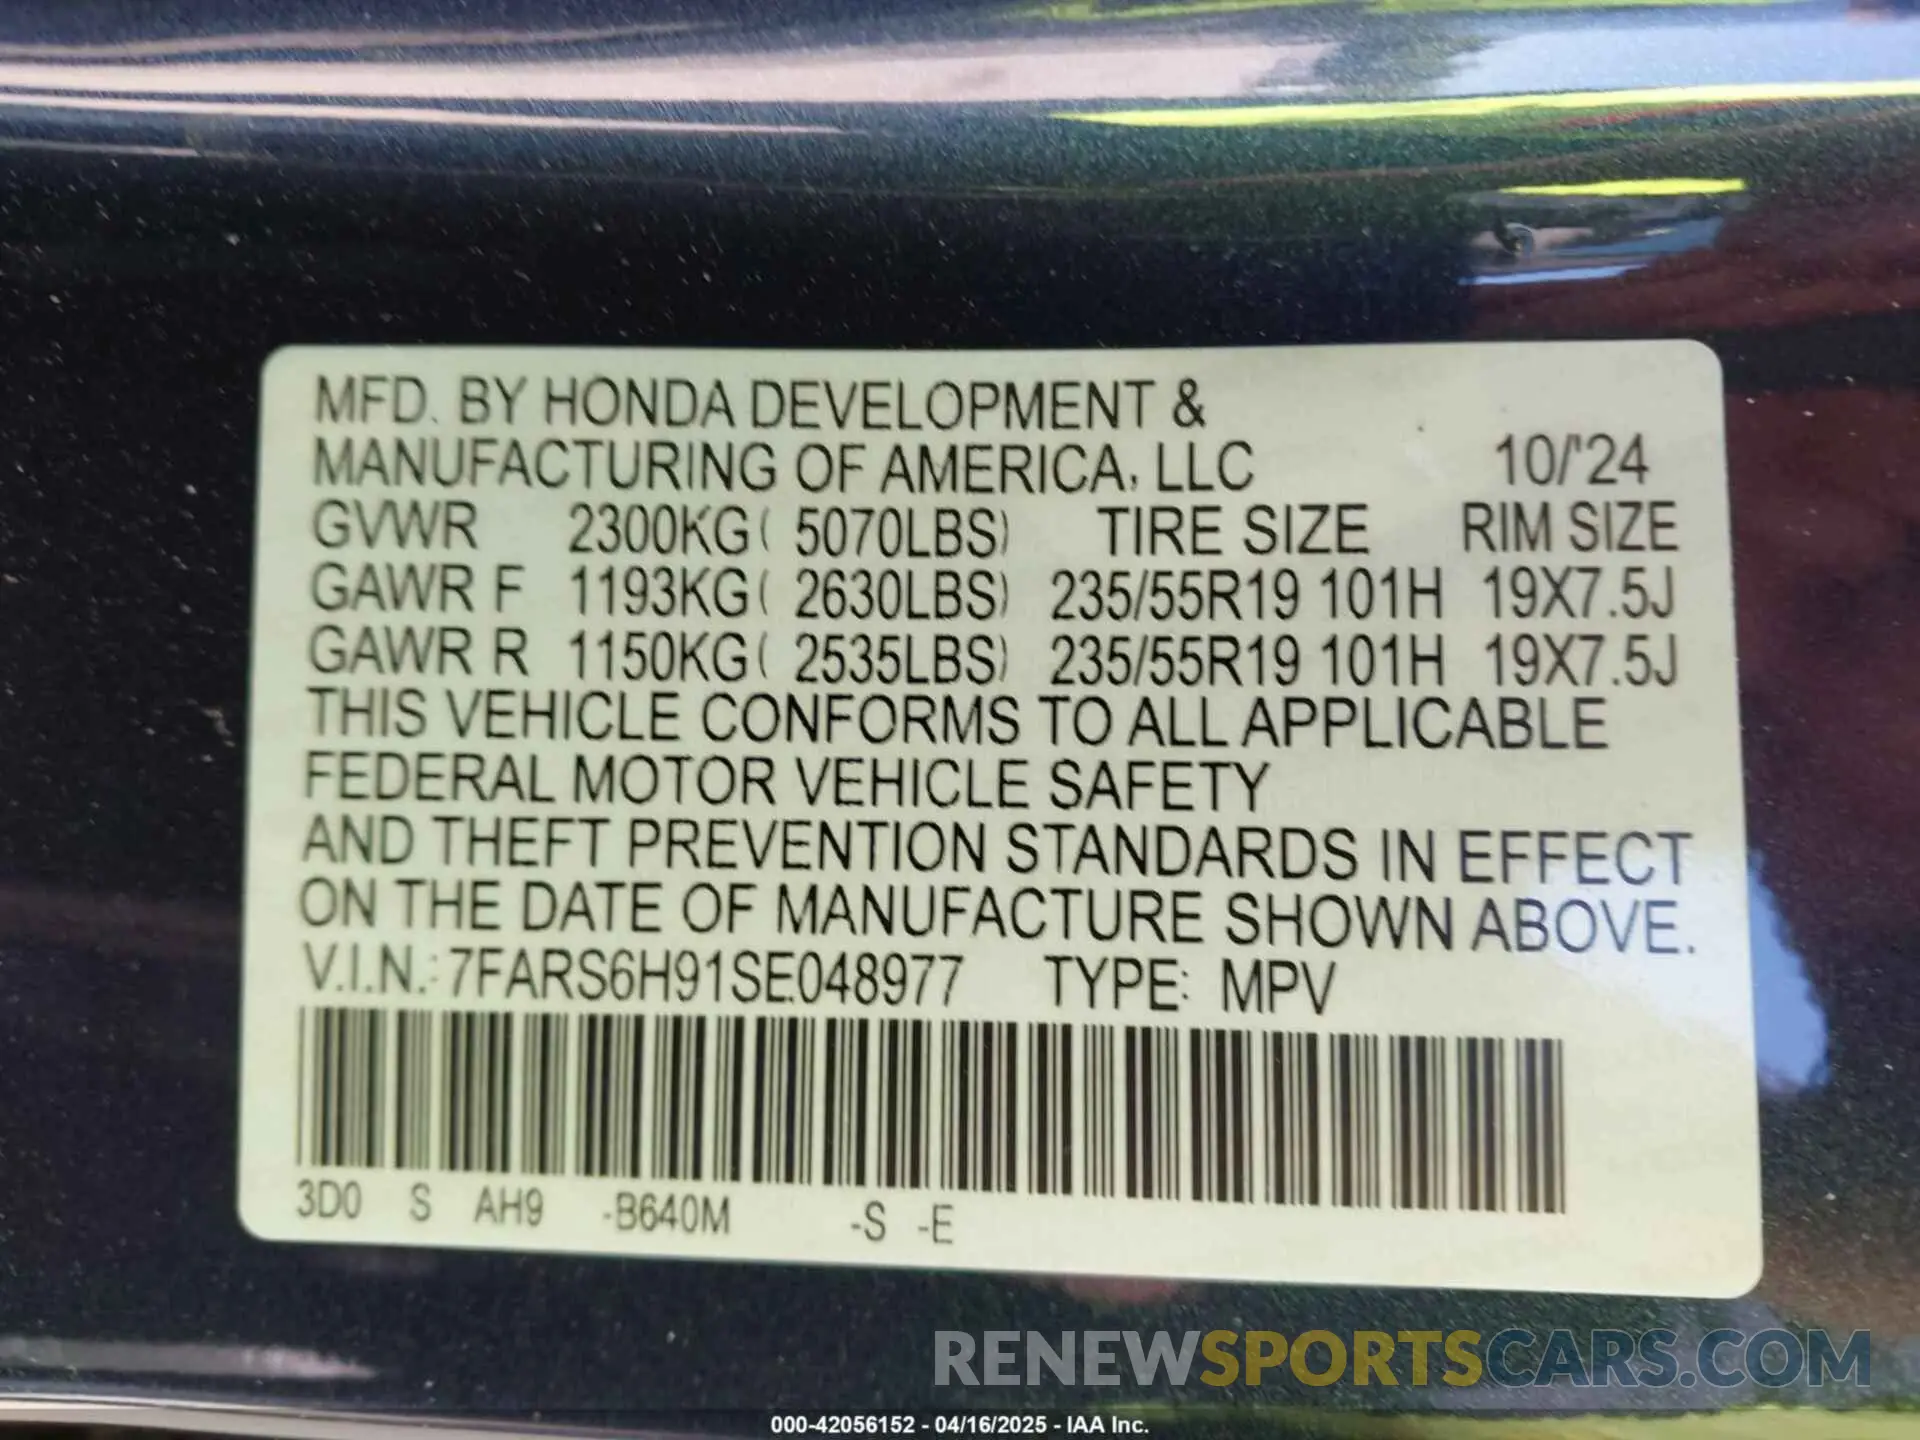 MFD. BY HONDA DEVELOPMENT &
MANUFACTURING OF AMERICA, LLC 10/'24
GVWR 2300KG( 5070LBS) TIRE SIZE RIM SIZE
GAWR F 1193KG( 2630LBS) 235/55R19 101H 19X7.5J
GAWR R 1150KG( 2535LBS) 235/55R19 101H 19X7.5J
THIS VEHICLE CONFORMS TO ALL APPLICABLE
FEDERAL MOTOR VEHICLE SAFETY
AND THEFT PREVENTION STANDARDS IN EFFECT
ON THE DATE OF MANUFACTURE SHOWN ABOVE.
V.I.N.: 7FARS6H91SE048977 TYPE: MPV
3D0 S AH9 -B640M -S -E
RENEWSPORTSCARS.COM
000-42056152 - 04/16/2025 - IAA Inc.